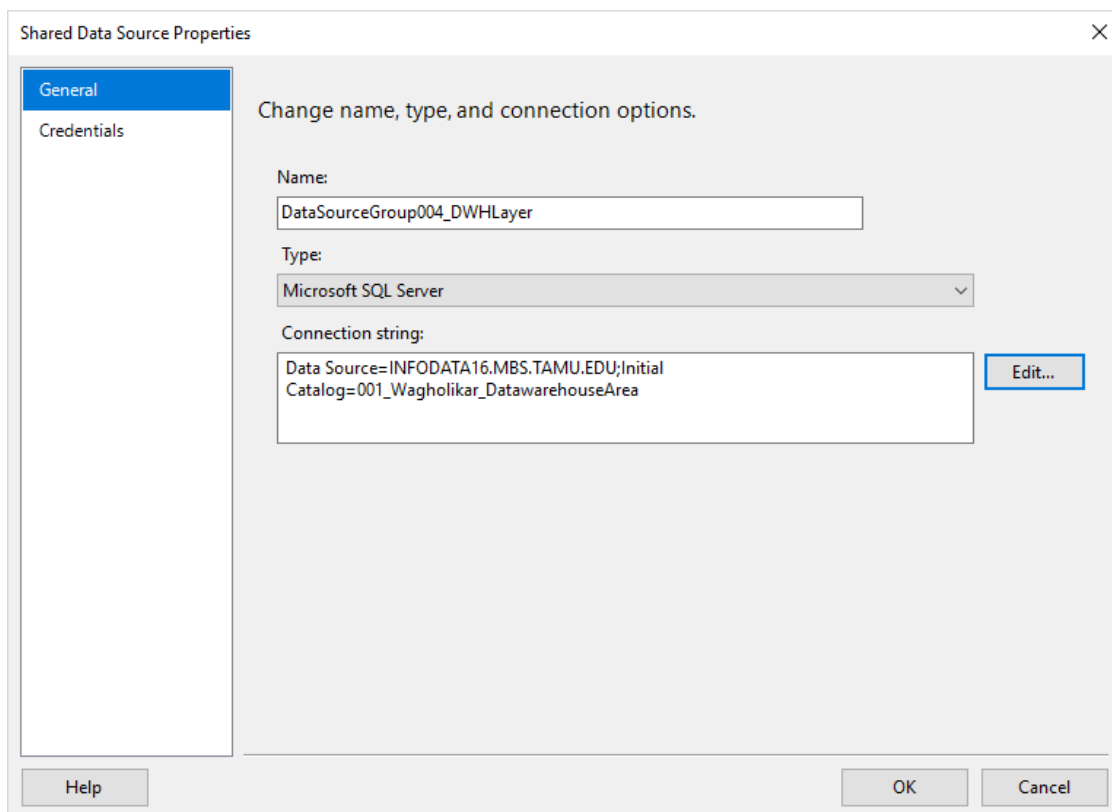 Shared Data Source Properties
General
Credentials
Change name, type, and connection options.
Name:
DataSourceGroup004_DWHLayer
Type:
Microsoft SQL Server
Connection string:
Data Source=INFODATA16.MBS.TAMU.EDU;Initial
Catalog=001_Wagholikar_DatawarehouseArea
Edit...
Help
OK
Cancel